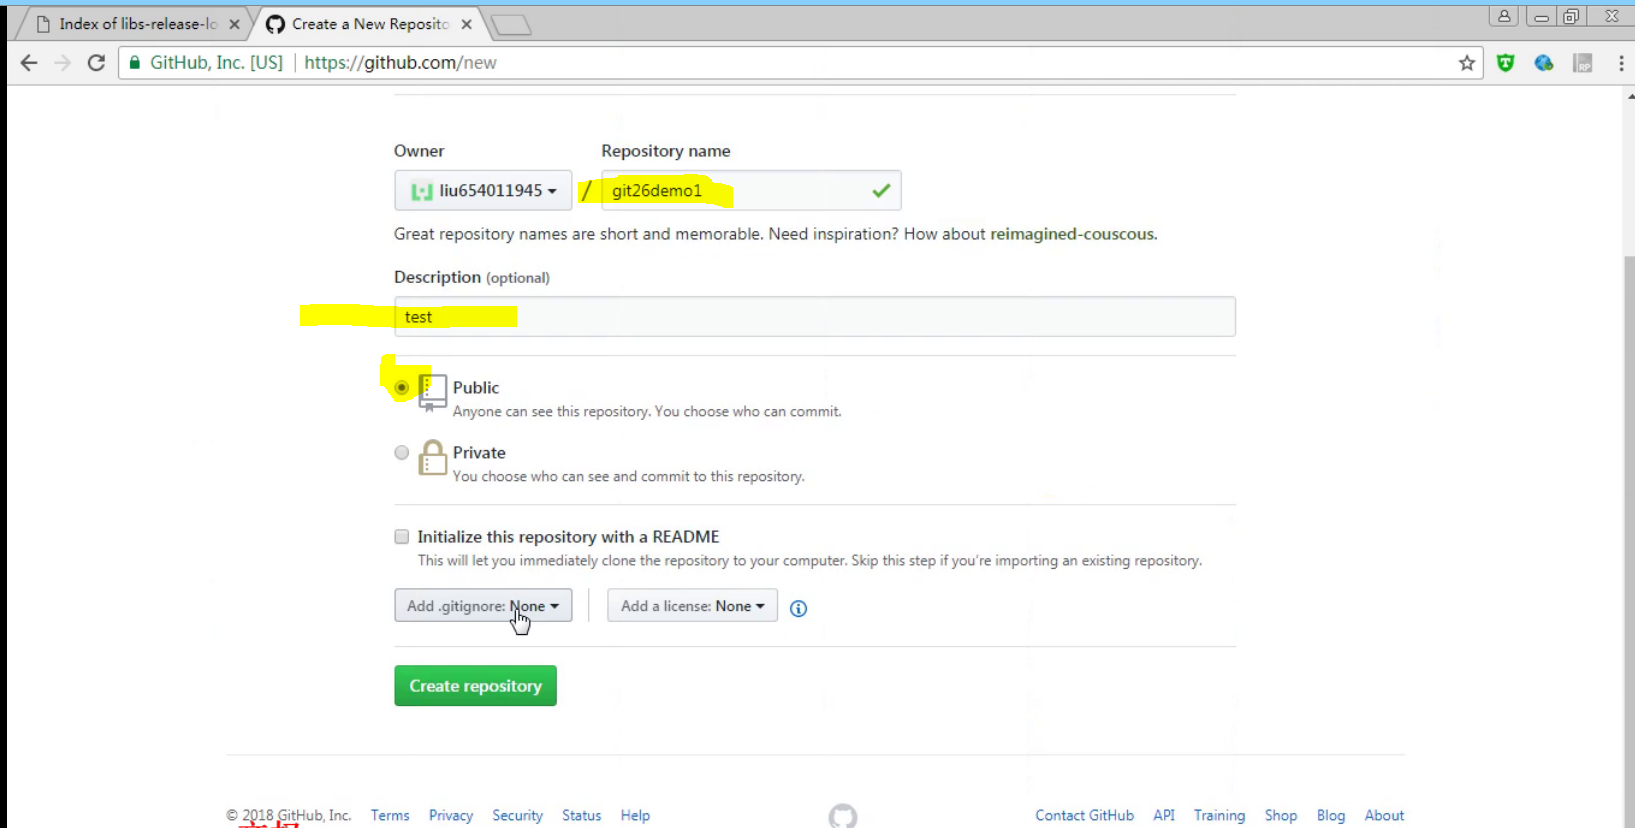 Index of libs-release-lo
Create a New Reposito
GitHub, Inc. [US] | https://github.com/new
Owner Repository name
liu654011945 / git26demo1
Great repository names are short and memorable. Need inspiration? How about reimagined-couscous.
Description (optional)
test
Public
Anyone can see this repository. You choose who can commit.
Private
You choose who can see and commit to this repository.
Initialize this repository with a README
This will let you immediately clone the repository to your computer. Skip this step if you're importing an existing repository.
Add .gitignore: None Add a license: None
Create repository
© 2018 GitHub, Inc. Terms Privacy Security Status Help Contact GitHub API Training Shop Blog About